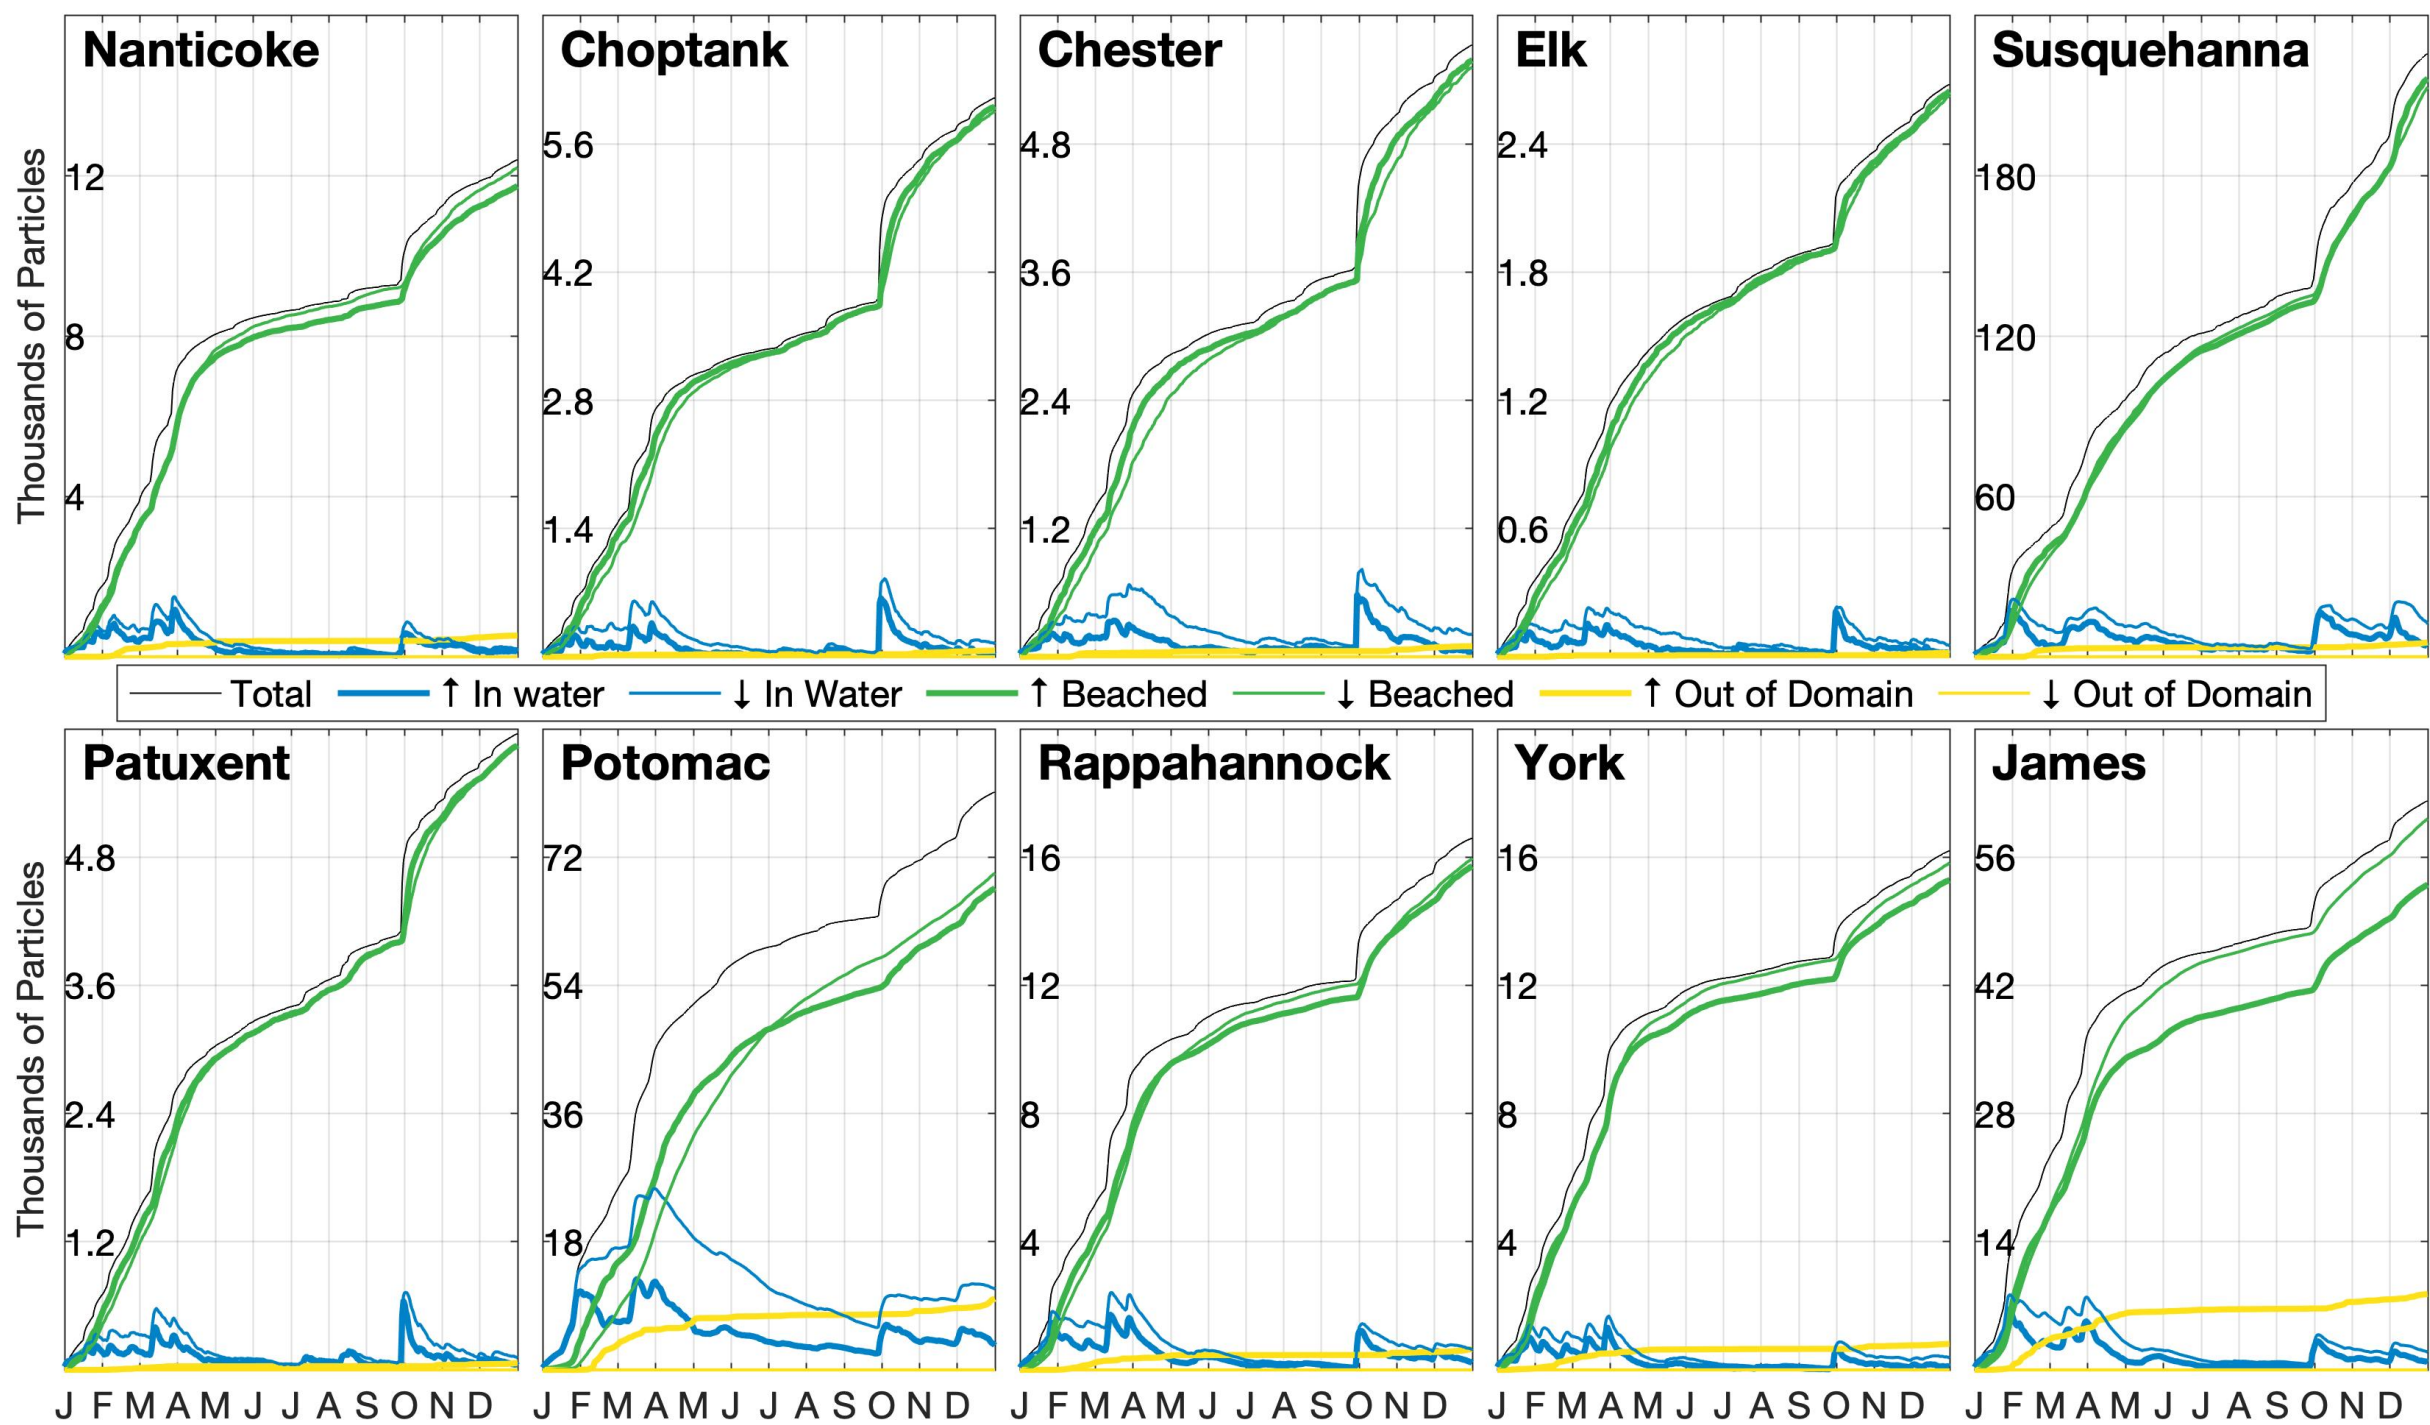 Nanticoke
Choptank
Chester
Elk
Susquehanna
Thousands of Particles
12
8
4
5.6
4.2
2.8
1.4
4.8
3.6
2.4
1.2
2.4
1.8
1.2
0.6
180
120
60
Total ↑ In water ↓ In Water ↑ Beached ↓ Beached ↑ Out of Domain ↓ Out of Domain
Patuxent
Potomac
Rappahannock
York
James
Thousands of Particles
4.8
3.6
2.4
1.2
72
54
36
18
16
12
8
4
16
12
8
4
56
42
28
14
J F M A M J J A S O N D
J F M A M J J A S O N D
J F M A M J J A S O N D
J F M A M J J A S O N D
J F M A M J J A S O N D